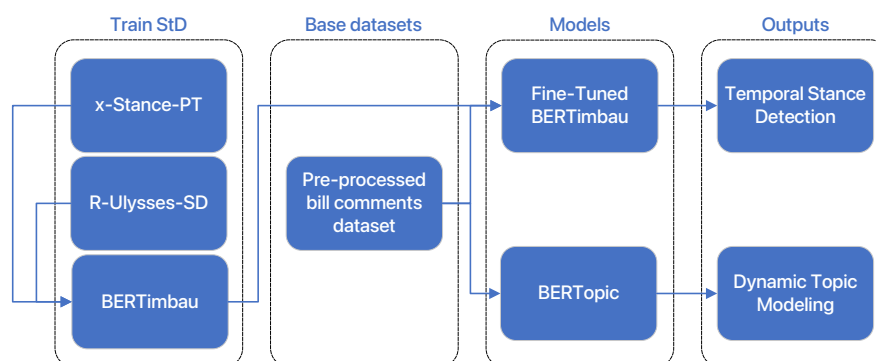 Train StD
Base datasets
Models
Outputs
x-Stance-PT
R-Ulysses-SD
BERTimbau
Pre-processed
bill comments
dataset
Fine-Tuned
BERTimbau
BERTopic
Temporal Stance
Detection
Dynamic Topic
Modeling